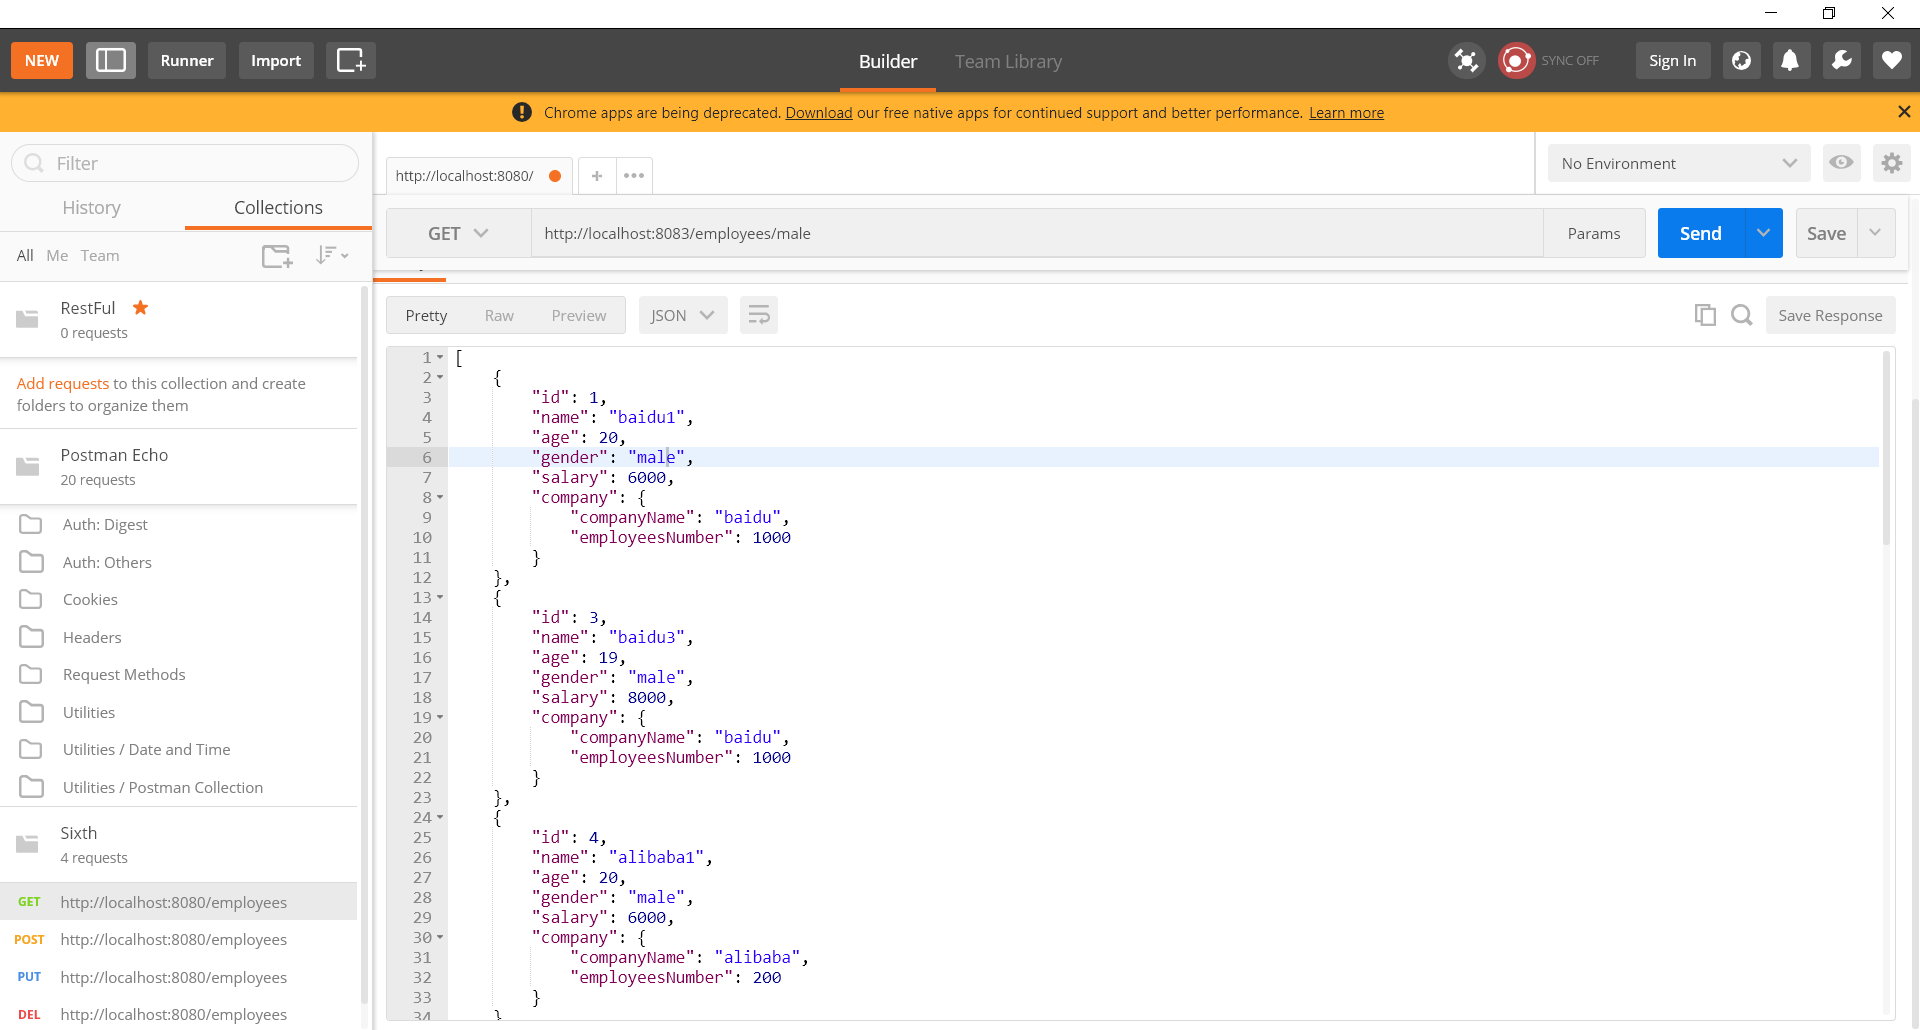 NEW
Runner
Import
Builder
Team Library
SYNC OFF
Sign In
Chrome apps are being deprecated. Download our free native apps for continued support and better performance. Learn more
Filter
History
Collections
All Me Team
RestFul
0 requests
Add requests to this collection and create
folders to organize them
Postman Echo
20 requests
Auth: Digest
Auth: Others
Cookies
Headers
Request Methods
Utilities
Utilities / Date and Time
Utilities / Postman Collection
Sixth
4 requests
GET http://localhost:8080/employees
POST http://localhost:8080/employees
PUT http://localhost:8080/employees
DEL http://localhost:8080/employees
http://localhost:8080/
No Environment
GET
http://localhost:8083/employees/male
Params
Send
Save
Pretty
Raw
Preview
JSON
Save Response
1 [
2 {
3 "id": 1,
4 "name": "baidu1",
5 "age": 20,
6 "gender": "male",
7 "salary": 6000,
8 "company": {
9 "companyName": "baidu",
10 "employeesNumber": 1000
11 }
12 },
13 {
14 "id": 3,
15 "name": "baidu3",
16 "age": 19,
17 "gender": "male",
18 "salary": 8000,
19 "company": {
20 "companyName": "baidu",
21 "employeesNumber": 1000
22 }
23 },
24 {
25 "id": 4,
26 "name": "alibaba1",
27 "age": 20,
28 "gender": "male",
29 "salary": 6000,
30 "company": {
31 "companyName": "alibaba",
32 "employeesNumber": 200
33 }
34 }